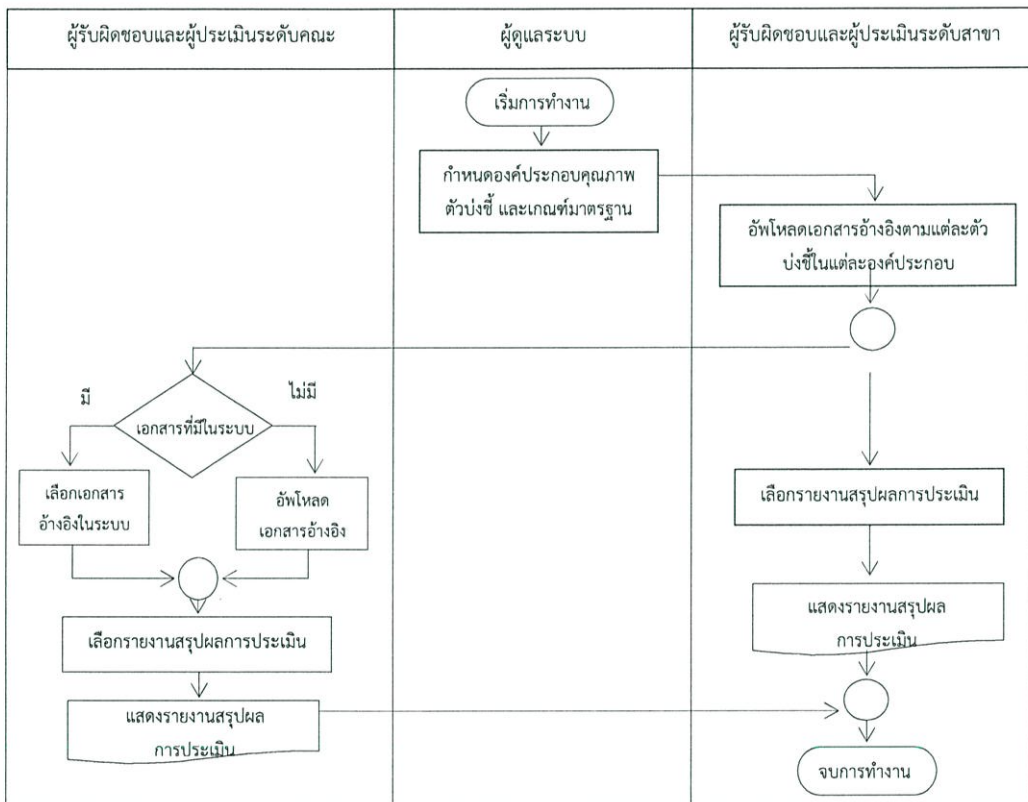 ผู้รับผิดชอบและผู้ประเมินระดับคณะ
ผู้ดูแลระบบ
ผู้รับผิดชอบและผู้ประเมินระดับสาขา
เริ่มการทำงาน
กำหนดองค์ประกอบคุณภาพ
ตัวบ่งชี้ และเกณฑ์มาตรฐาน
อัพโหลดเอกสารอ้างอิงตามแต่ละตัว
บ่งชี้ในแต่ละองค์ประกอบ
มี
ไม่มี
เอกสารที่มีในระบบ
เลือกเอกสาร
อ้างอิงในระบบ
อัพโหลด
เอกสารอ้างอิง
เลือกรายงานสรุปผลการประเมิน
แสดงรายงานสรุปผล
การประเมิน
เลือกรายงานสรุปผลการประเมิน
แสดงรายงานสรุปผล
การประเมิน
จบการทำงาน